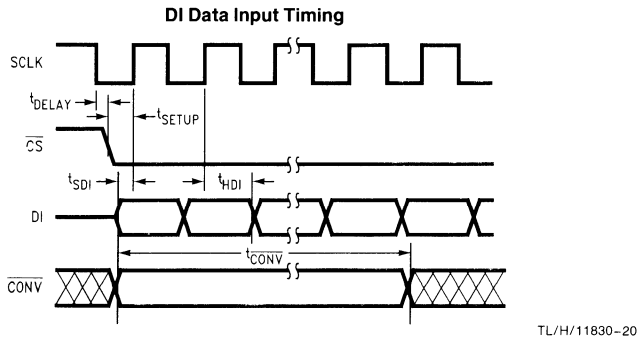 DI Data Input Timing
SCLK
tDELAY
tSETUP
CS
tSDI
tHDI
DI
tCONV
CONV
TL/H/11830-20